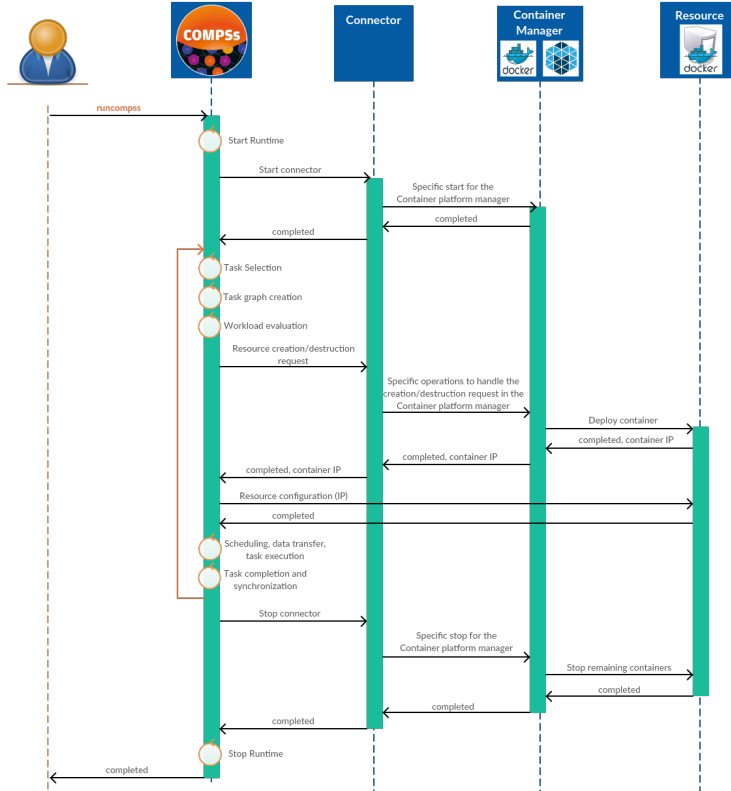 COMPSs
Connector
Container
Manager
docker
Resource
docker
runcompss
Start Runtime
Start connector
Specific start for the
Container platform manager
completed
completed
Task Selection
Task graph creation
Workload evaluation
Resource creation/destruction
request
Specific operations to handle the
creation/destruction request in the
Container platform manager
Deploy container
completed, container IP
completed, container IP
completed, container IP
Resource configuration (IP)
completed
Scheduling, data transfer,
task execution
Task completion and
synchronization
Stop connector
Specific stop for the
Container platform manager
Stop remaining containers
completed
completed
completed
Stop Runtime
completed